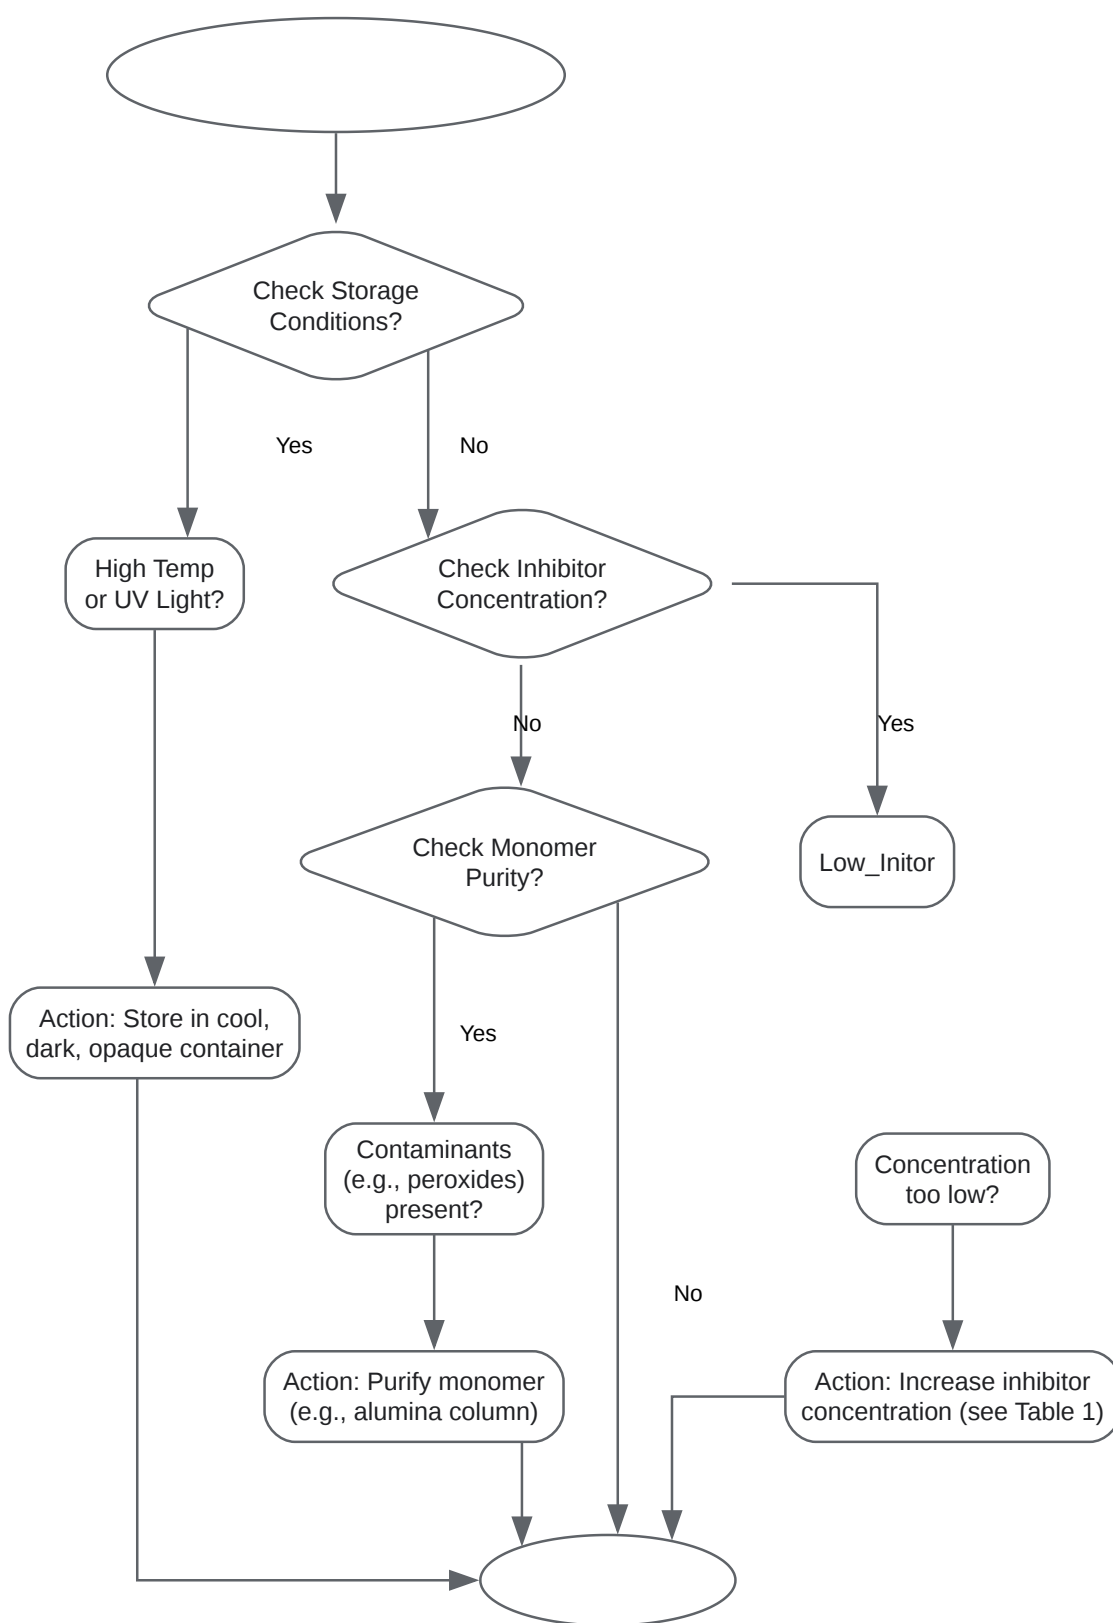 Check Storage
Conditions?
Yes
No
High Temp
or UV Light?
Check Inhibitor
Concentration?
No
Yes
Check Monomer
Purity?
Low_Initor
Action: Store in cool,
dark, opaque container
Yes
Contaminants
(e.g., peroxides)
present?
Concentration
too low?
No
Action: Purify monomer
(e.g., alumina column)
Action: Increase inhibitor
concentration (see Table 1)